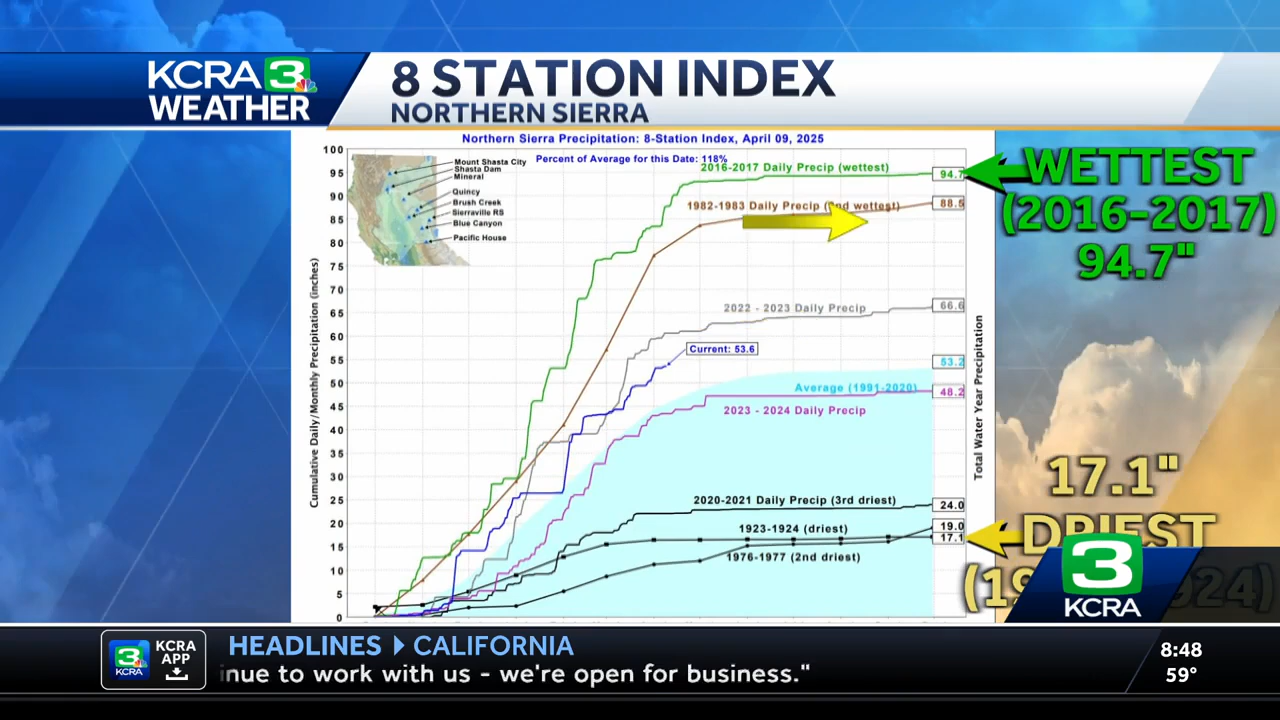 KCRA 3
WEATHER
8 STATION INDEX
NORTHERN SIERRA
Northern Sierra Precipitation: 8-Station Index, April 09, 2025
Percent of Average for this Date: 118%
Mount Shasta City
Shasta Dam
Mineral
Quincy
Brush Creek
Sierraville RS
Blue Canyon
Pacific House
Cumulative Daily/Monthly Precipitation (inches)
100
95
90
85
80
75
70
65
60
55
50
45
40
35
30
25
20
15
10
5
0
2016-2017 Daily Precip (wettest)
94.7
1982-1983 Daily Precip (2nd wettest)
88.5
2022 - 2023 Daily Precip
66.6
Current: 53.6
53.2
Average (1991-2020)
48.2
2023 - 2024 Daily Precip
2020-2021 Daily Precip (3rd driest)
24.0
1923-1924 (driest)
19.0
17.1
1976-1977 (2nd driest)
Total Water Year Precipitation
WETTEST
(2016-2017)
94.7"
17.1"
DRIEST
3
KCRA
3
KCRA
KCRA
APP
HEADLINES CALIFORNIA
nue to work with us - we're open for business."
8:48
59°